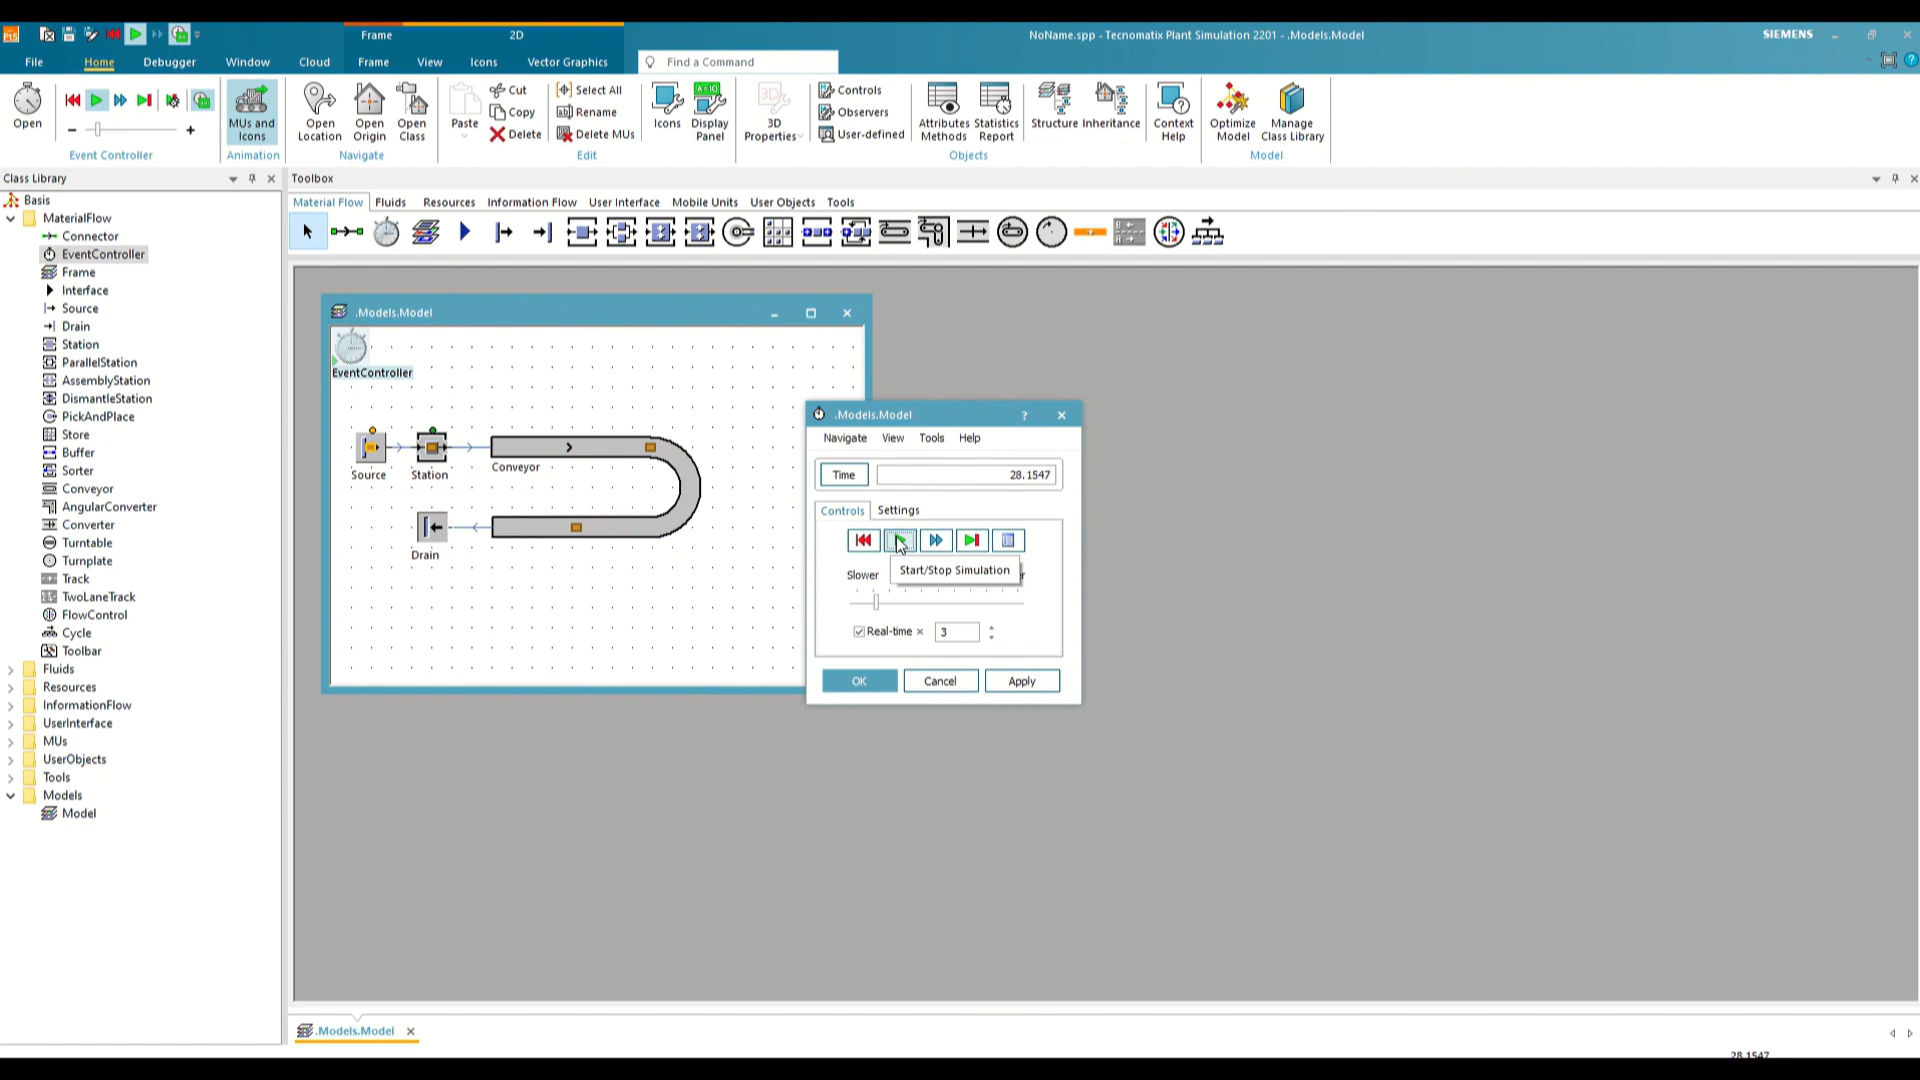 Frame
2D
NoName.spp - Tecnomatix Plant Simulation 2201 - .Models.Model
SIEMENS
File
Home
Debugger
Window
Cloud
Frame
View
Icons
Vector Graphics
Find a Command
Open
Event Controller
MUs and
Icons
Animation
Open
Location
Open
Origin
Open
Class
Navigate
Paste
Cut
Copy
Delete
Select All
Rename
Delete MUs
Edit
Icons
Display
Panel
3D
Properties
Controls
Observers
User-defined
Attributes
Methods
Statistics
Report
Structure
Inheritance
Objects
Context
Help
Optimize
Model
Manage
Class Library
Model
Class Library
Basis
MaterialFlow
Connector
EventController
Frame
Interface
Source
Drain
Station
ParallelStation
AssemblyStation
DismantleStation
PickAndPlace
Store
Buffer
Sorter
Conveyor
AngularConverter
Converter
Turntable
Turnplate
Track
TwoLaneTrack
FlowControl
Cycle
Toolbar
Fluids
Resources
InformationFlow
UserInterface
MUs
UserObjects
Tools
Models
Model
Toolbox
Material Flow
Fluids
Resources
Information Flow
User Interface
Mobile Units
User Objects
Tools
.Models.Model
EventController
Source
Station
Conveyor
Drain
.Models.Model
?
Navigate
View
Tools
Help
Time
28.1547
Controls
Settings
Start/Stop Simulation
Slower
Real-time ×
3
OK
Cancel
Apply
.Models.Model
28.1547